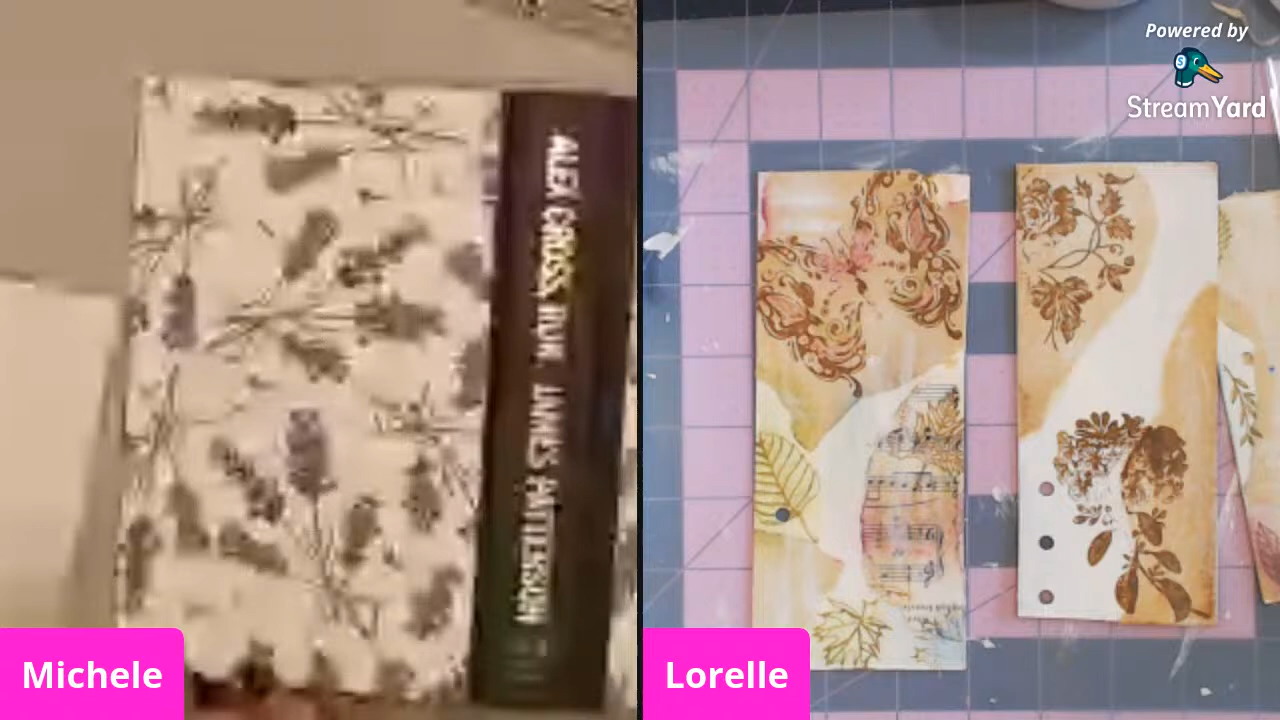 Powered by
StreamYard
ALEX CROSS, RUN JAMES PATTERSON
Michele
Lorelle